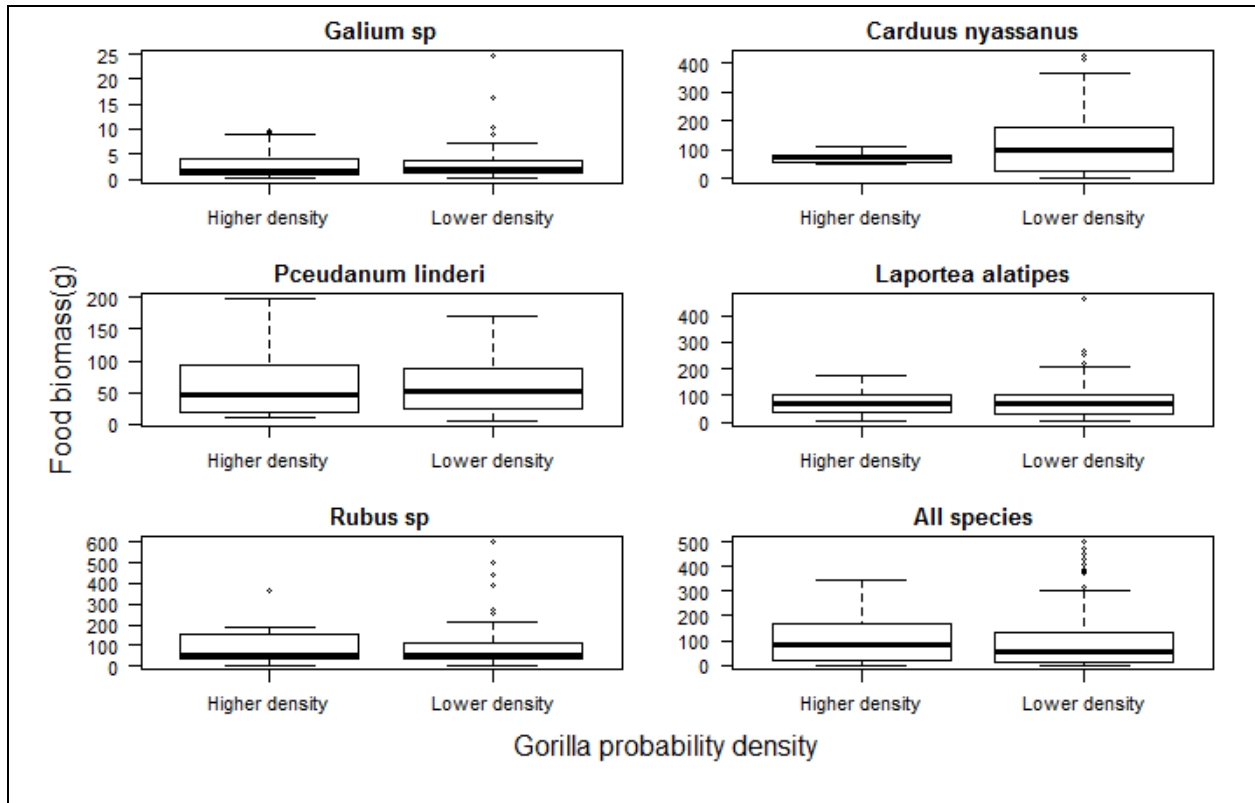 Galium sp
25
20
15
10
5
0
Higher density Lower density
Carduus nyassanus
400
300
200
100
0
Higher density Lower density
Food biomass(g)
Pceudanum linderi
200
150
100
50
0
Higher density Lower density
Laportea alatipes
400
300
200
100
0
Higher density Lower density
Rubus sp
600
500
400
300
200
100
0
Higher density Lower density
All species
500
400
300
200
100
0
Higher density Lower density
Gorilla probability density